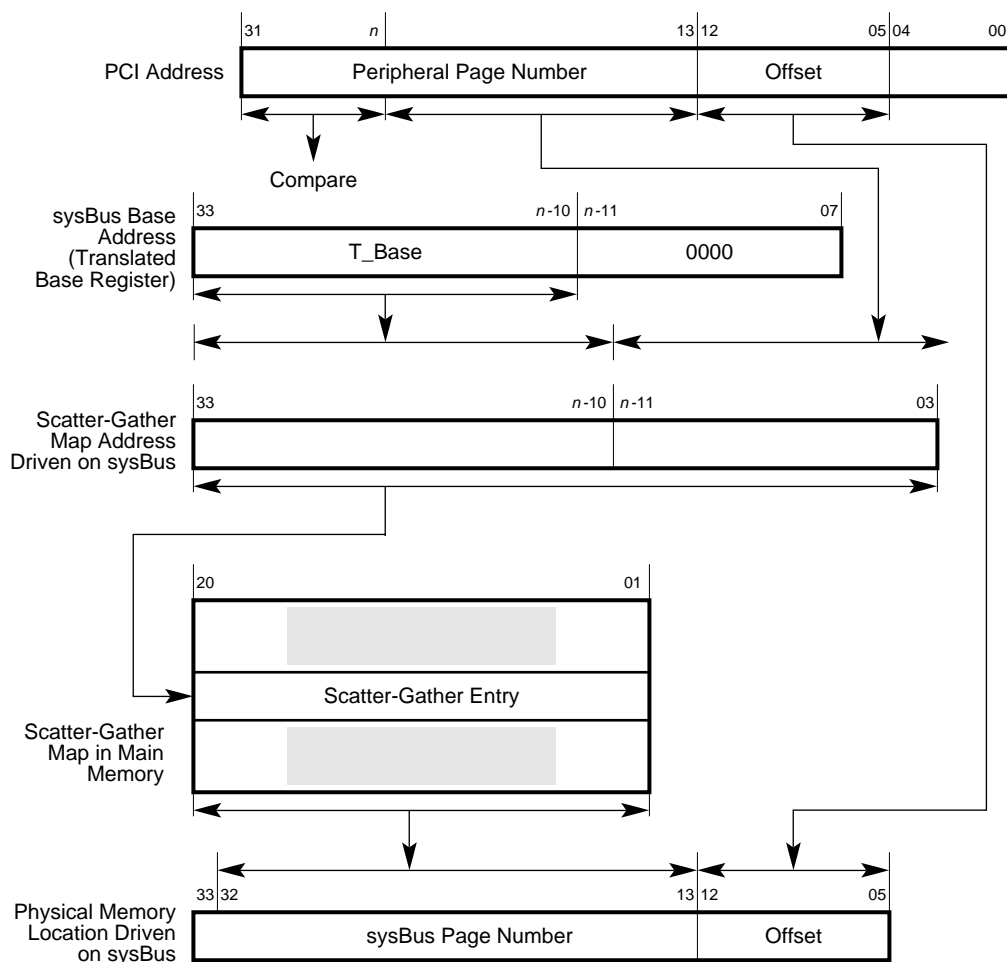 31 n 13 12 05 04 00
PCI Address
Peripheral Page Number
Offset
Compare
sysBus Base
Address
(Translated
Base Register)
33 n-10 n-11 07
T_Base
0000
33 n-10 n-11 03
Scatter-Gather
Map Address
Driven on sysBus
20 01
Scatter-Gather Entry
Scatter-Gather
Map in Main
Memory
33 32 13 12 05
Physical Memory
Location Driven
on sysBus
sysBus Page Number
Offset